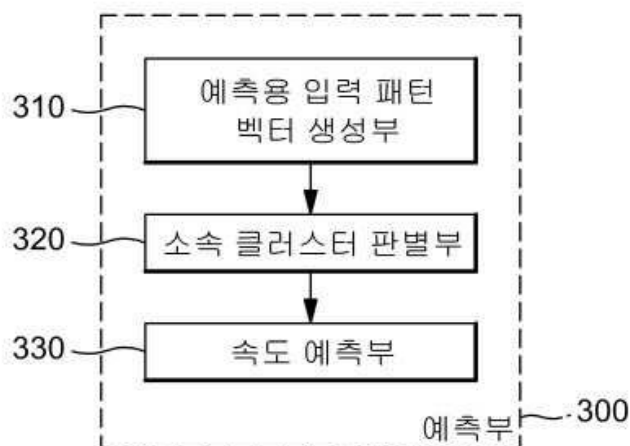 310
예측용 입력 패턴
벡터 생성부
320
소속 클러스터 판별부
330
속도 예측부
300
예측부